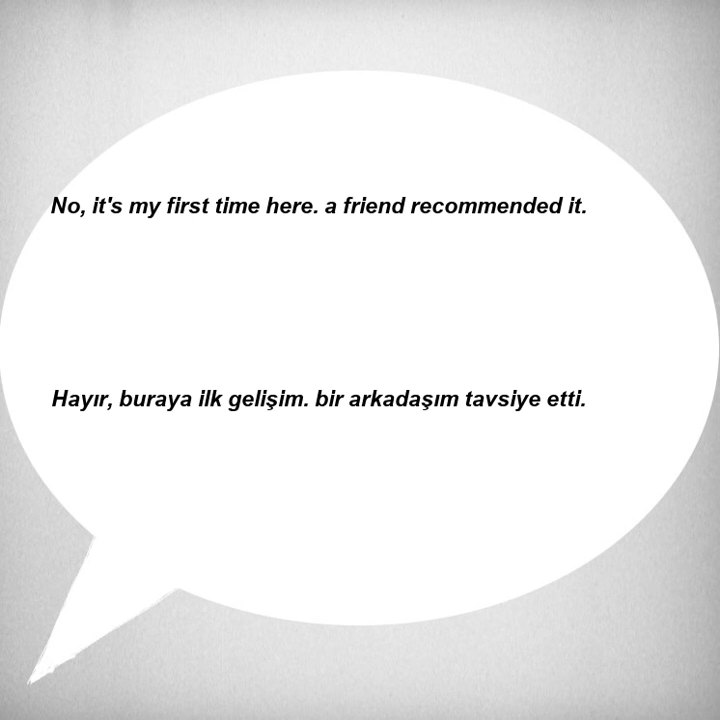 No, it's my first time here. a friend recommended it.
Hayır, buraya ilk gelişim. bir arkadaşım tavsiye etti.